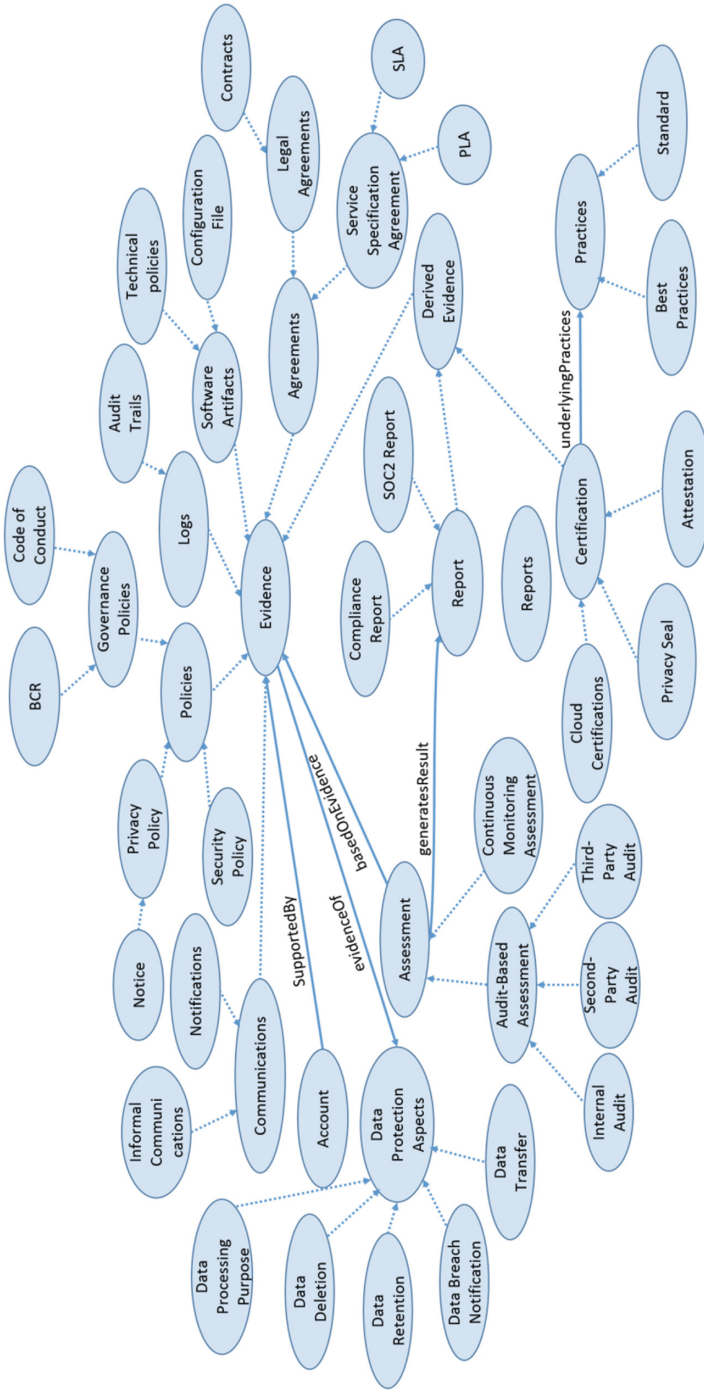 BCR
Code of
Conduct
Governance
Policies
Audit
Trails
Technical
policies
Configuration
File
Contracts
Legal
Agreements
SLA
PLA
Service
Specification
Agreement
Notice
Privacy
Policy
Security
Policy
Policies
Logs
Software
Artifacts
Agreements
Informal
Communi
cations
Notifications
Communications
Evidence
Derived
Evidence
Data
Processing
Purpose
Account
SupportedBy
evidenceOf
basedOnEvidence
Data
Deletion
Data
Retention
Data Breach
Notification
Data
Transfer
Data
Protection
Aspects
Assessment
generatesResult
Compliance
Report
SOC2 Report
Report
Reports
Audit-Based
Assessment
Continuous
Monitoring
Assessment
Internal
Audit
Second-
Party
Audit
Third-
Party
Audit
Cloud
Certifications
Privacy Seal
Attestation
Certification
underlyingPractices
Practices
Best
Practices
Standard